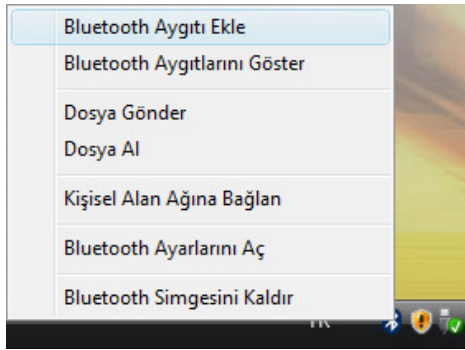 Bluetooth Aygıtı Ekle
Bluetooth Aygıtlarını Göster
Dosya Gönder
Dosya Al
Kişisel Alan Ağına Bağlan
Bluetooth Ayarlarını Aç
Bluetooth Simgesini Kaldır